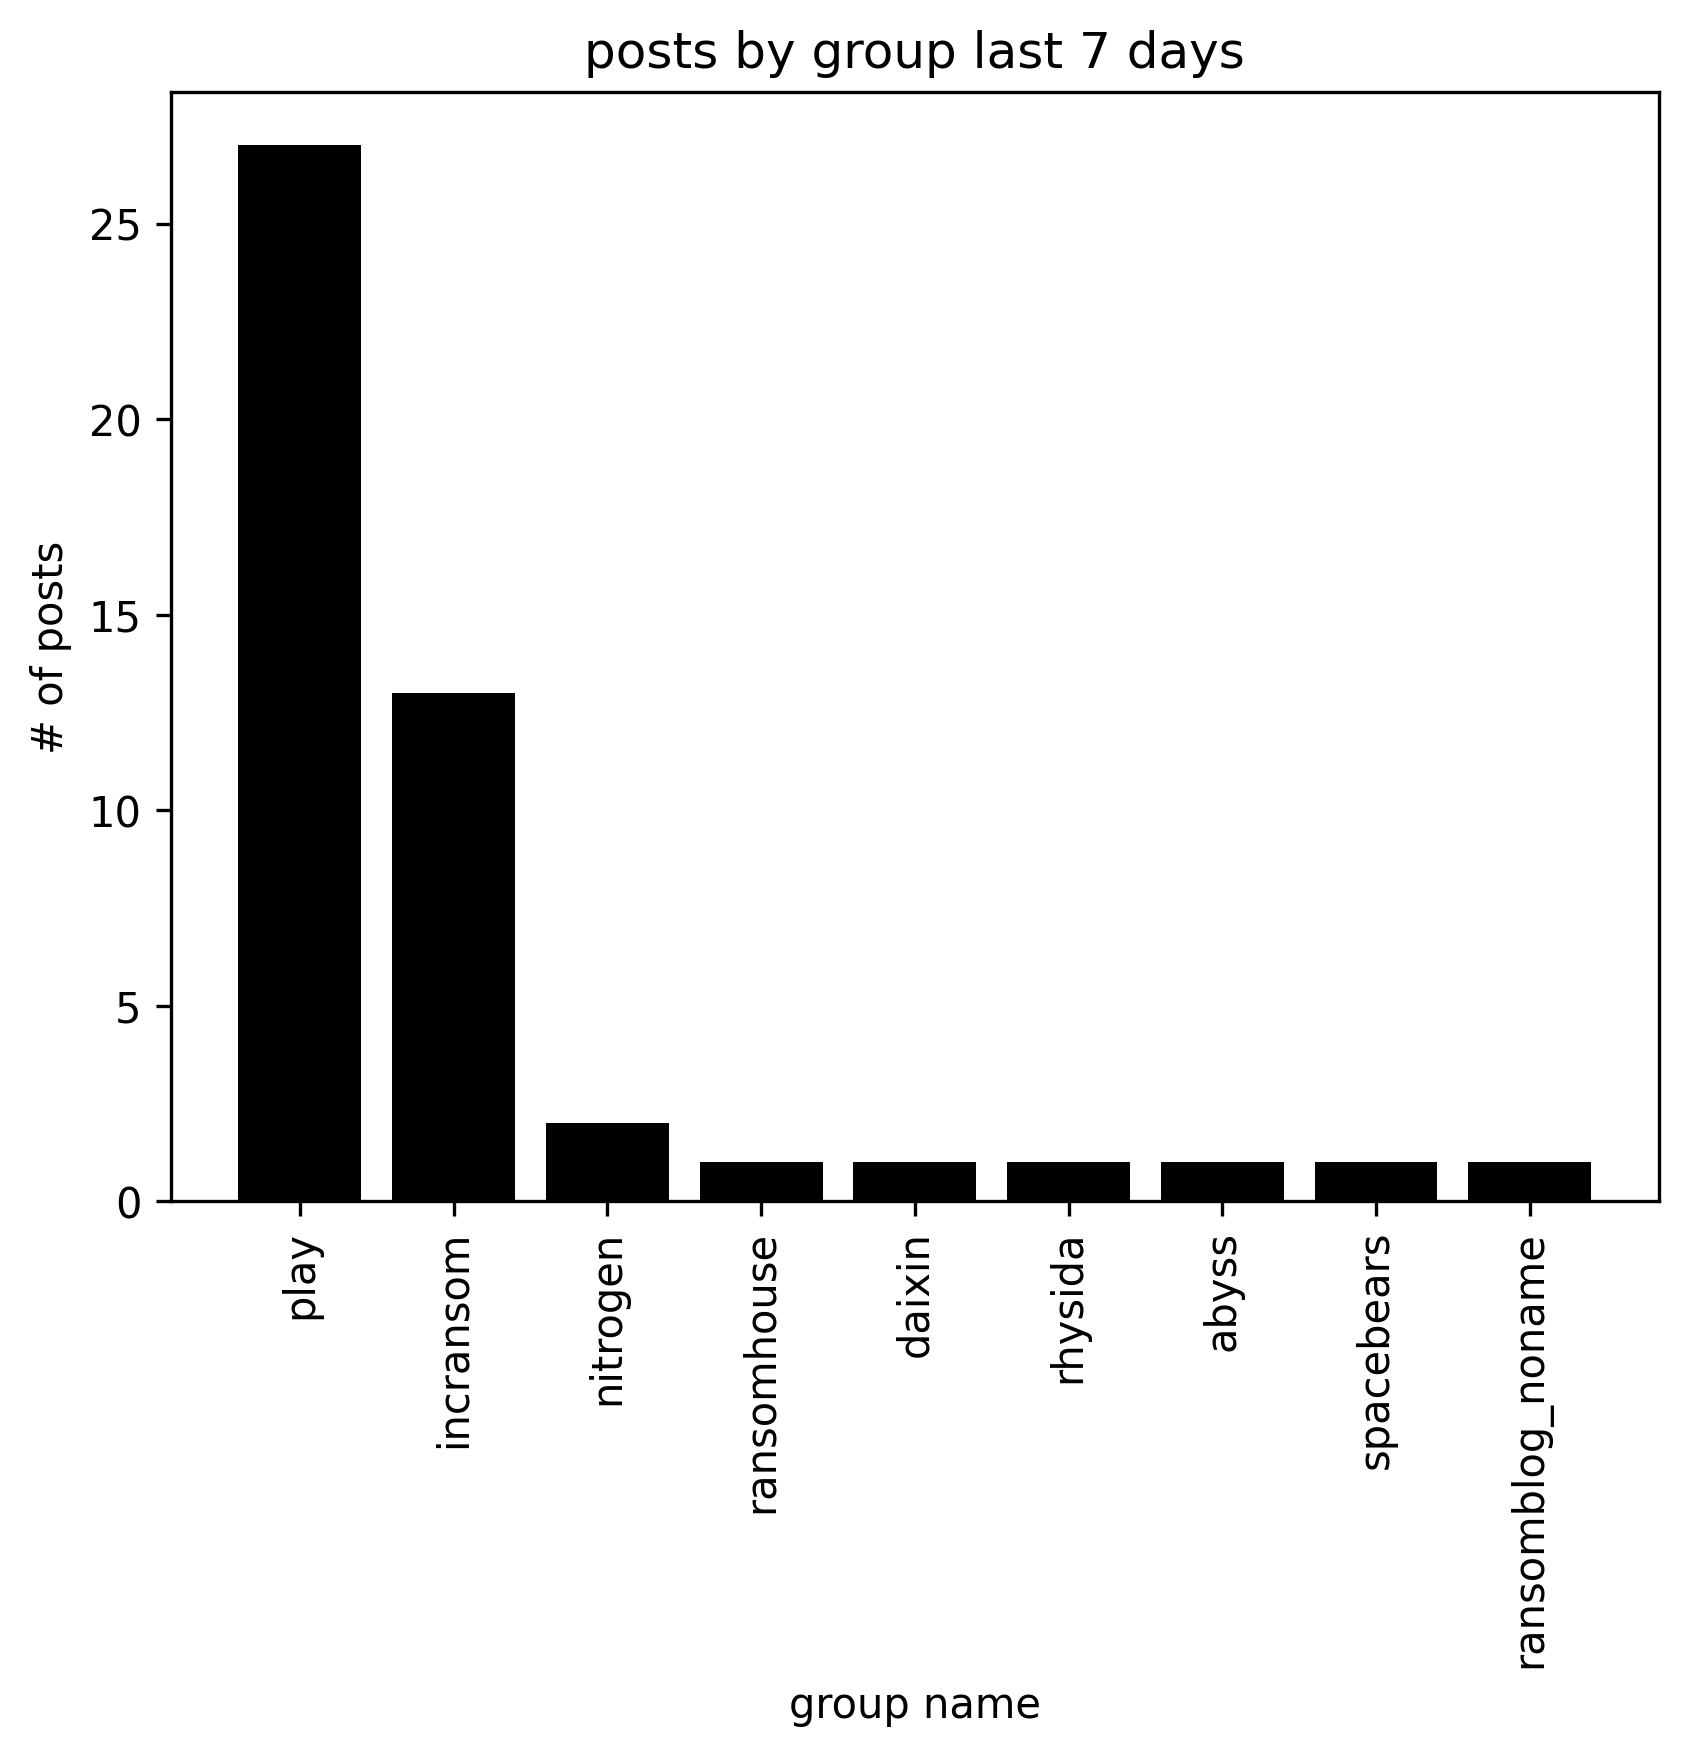 posts by group last 7 days
# of posts
25
20
15
10
5
0
play
incransom
nitrogen
ransomhouse
daixin
rhysida
abyss
spacebears
ransomblog_noname
group name